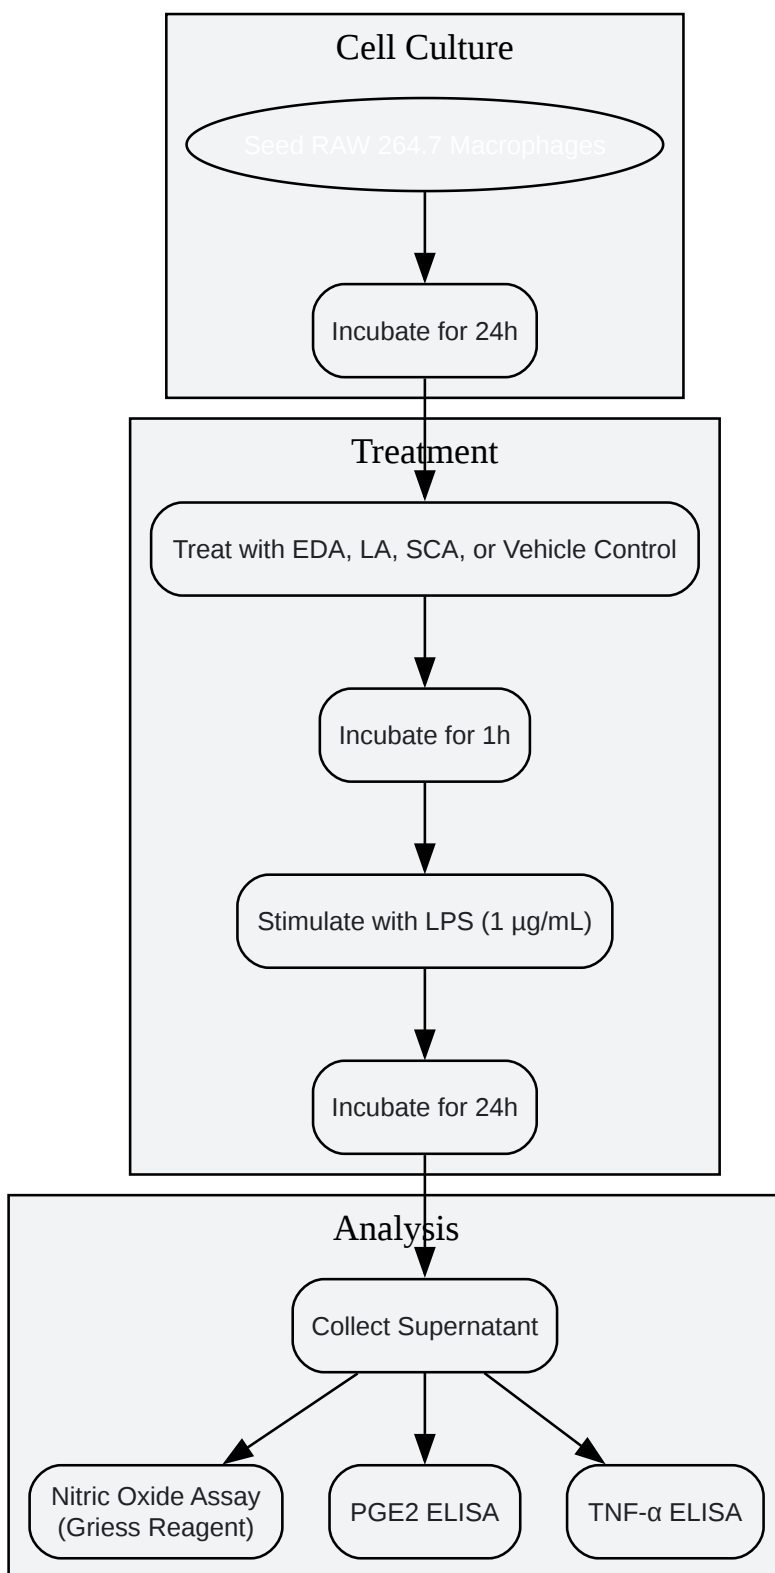 Cell Culture
Seed RAW 264.7 Macrophages
Incubate for 24h
Treatment
Treat with EDA, LA, SCA, or Vehicle Control
Incubate for 1h
Stimulate with LPS (1 µg/mL)
Incubate for 24h
Analysis
Collect Supernatant
Nitric Oxide Assay
(Griess Reagent)
PGE2 ELISA
TNF-α ELISA